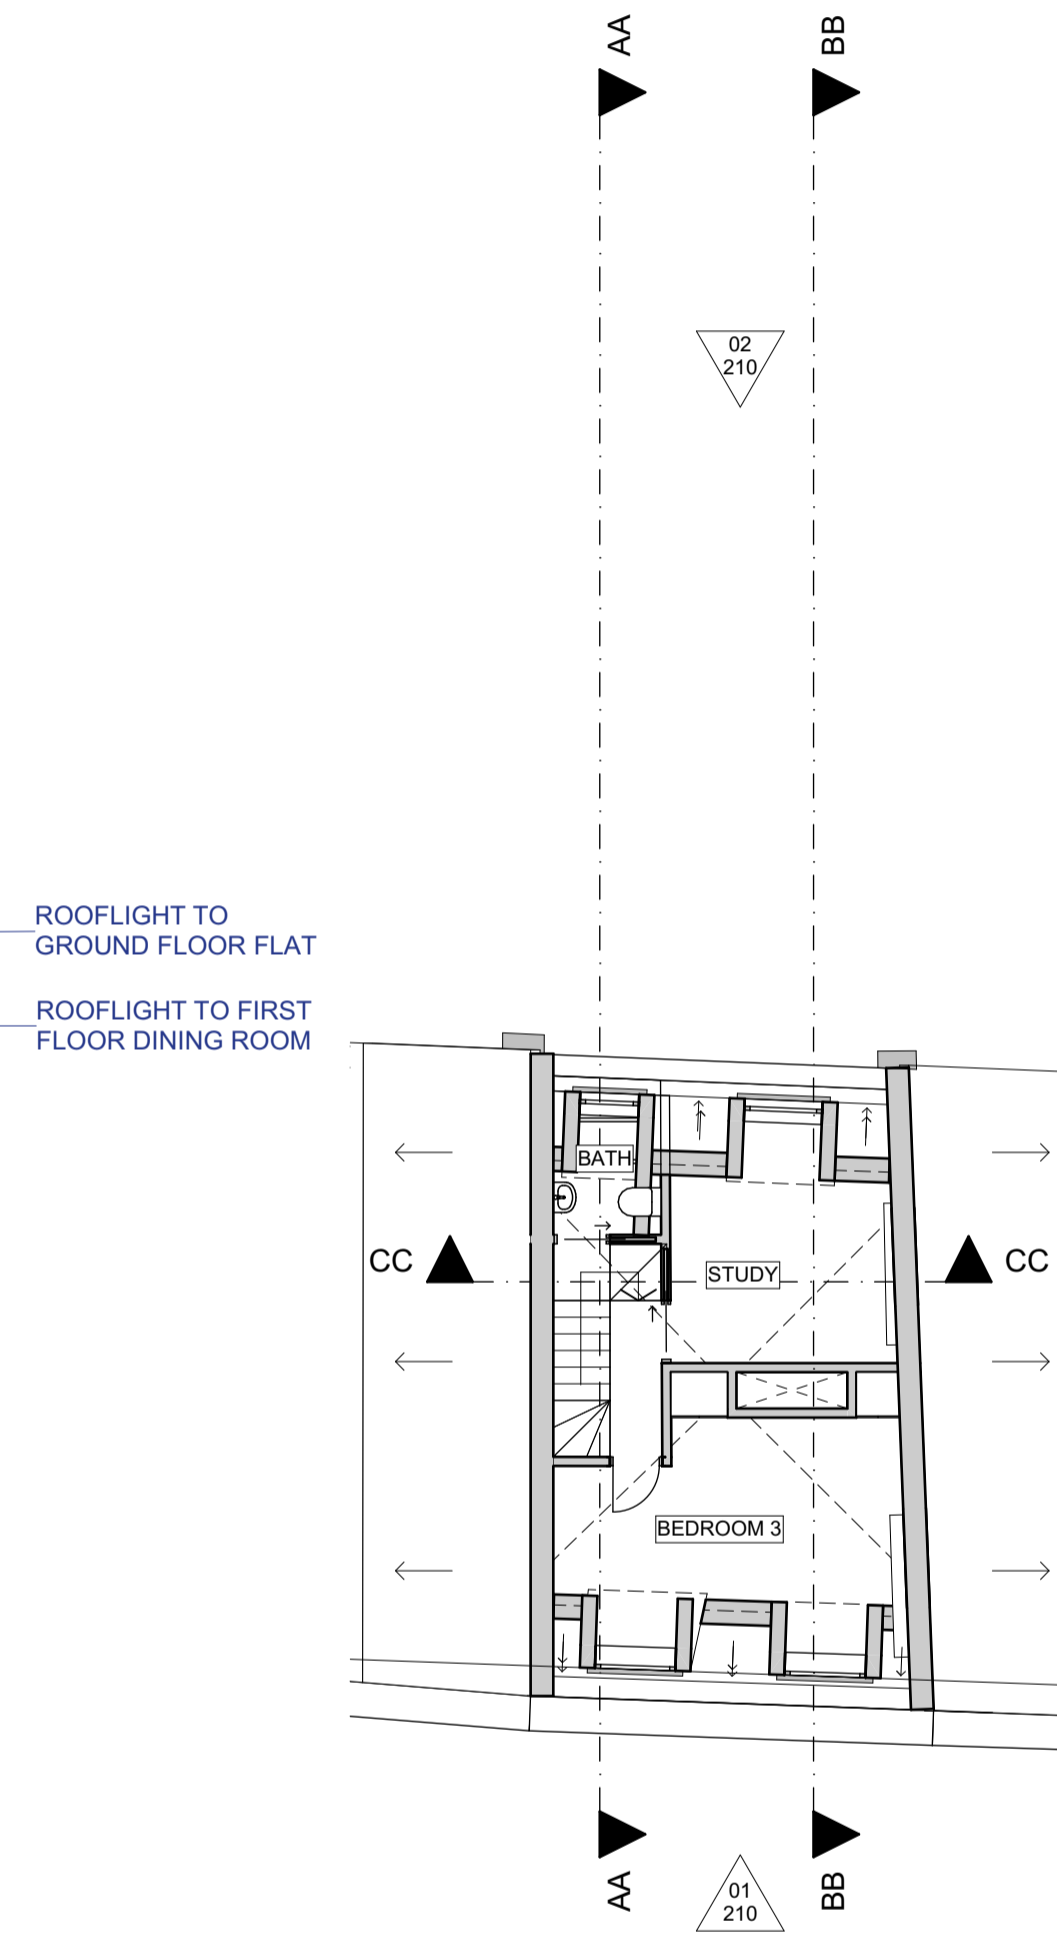 AA
BB
02
210
ROOFLIGHT TO
GROUND FLOOR FLAT
ROOFLIGHT TO FIRST
FLOOR DINING ROOM
BATH
CC
STUDY
CC
BEDROOM 3
AA
BB
01
210